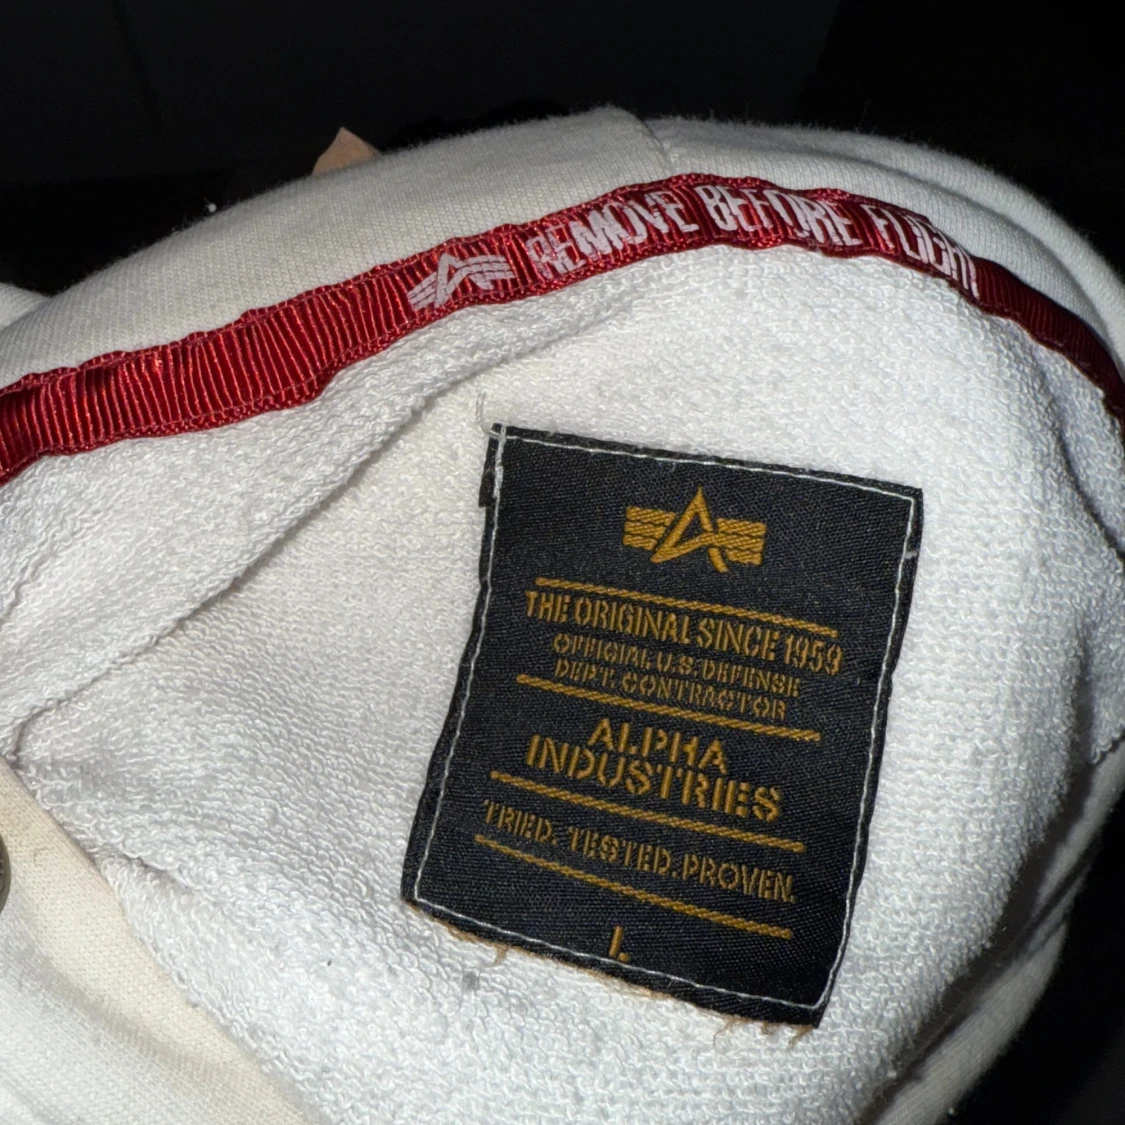 REMOVE BEFORE FLIGHT
THE ORIGINAL SINCE 1959
OFFICIAL U.S. DEFENSE
DEPT. CONTRACTOR
ALPHA
INDUSTRIES
TRIED. TESTED. PROVEN.
L